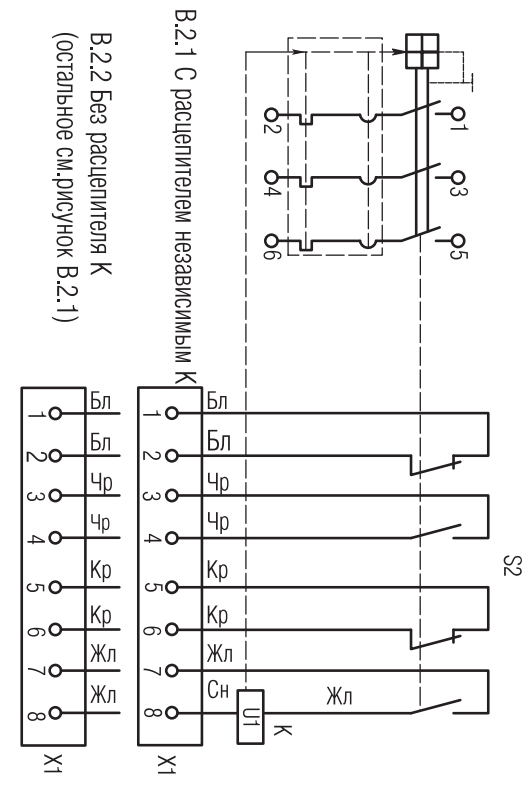 1
3
5
2
4
6
В.2.1 С расцепителем независимым К
S2
Бл
Бл
Чр
Чр
Кр
Кр
Жл
Сн
Жл
U1
К
1
2
3
4
5
6
7
8
X1
В.2.2 Без расцепителя К
(остальное см.рисунок В.2.1)
Бл
Бл
Чр
Чр
Кр
Кр
Жл
Жл
1
2
3
4
5
6
7
8
X1